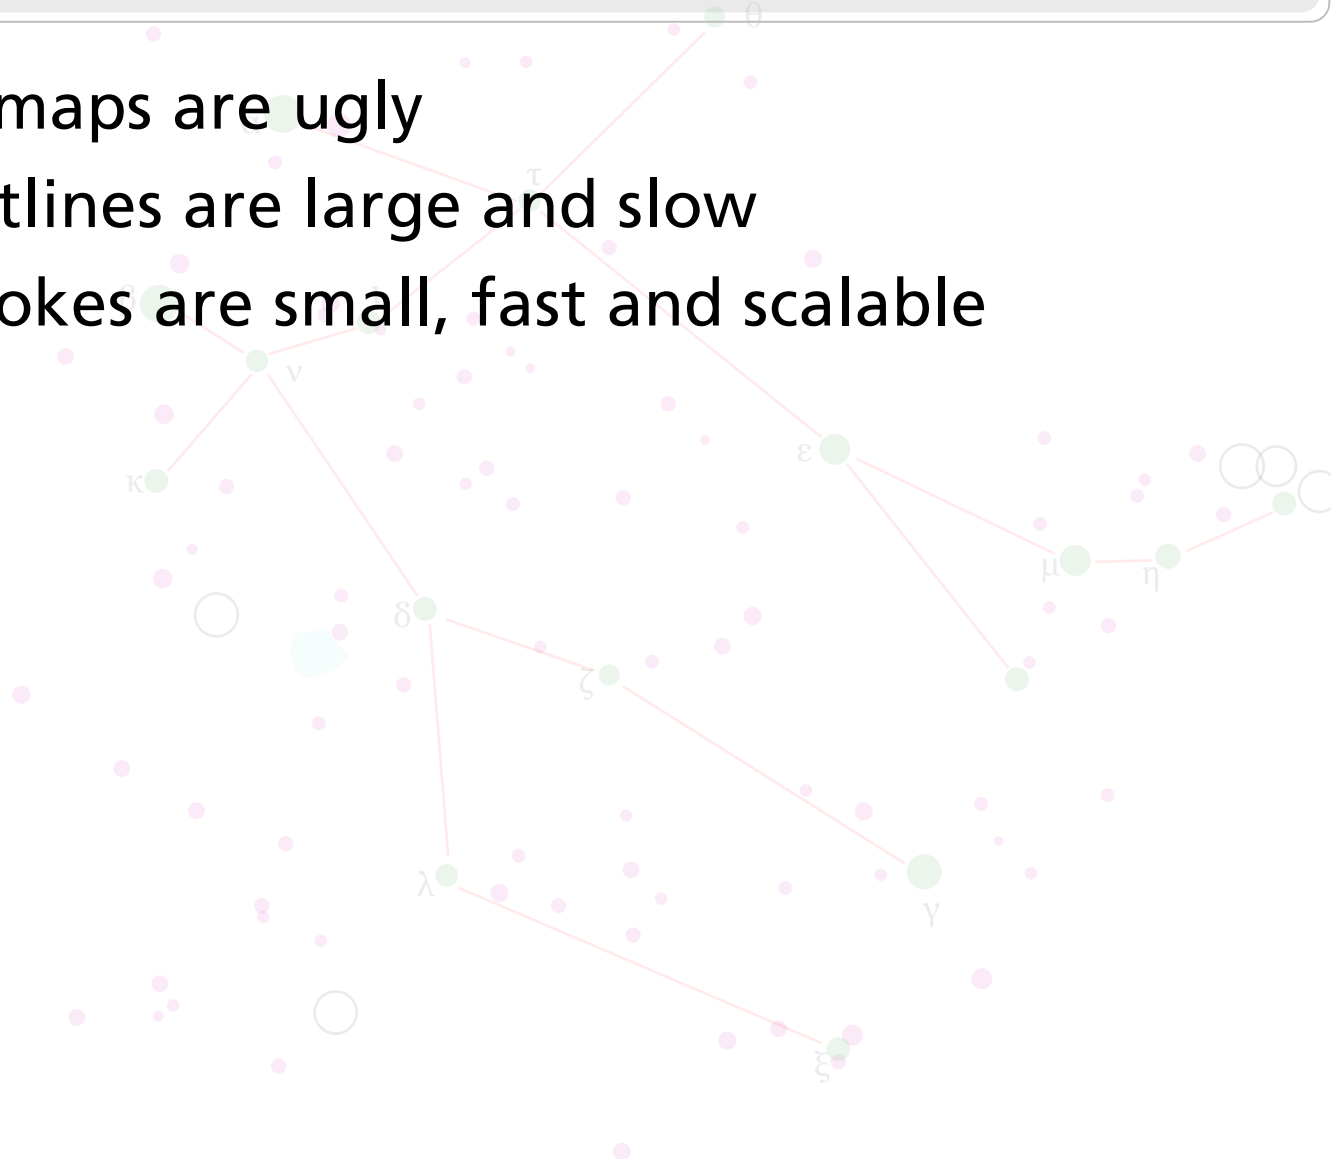 θ
maps are ugly
α
τ
tlines are large and slow
β
okes are small, fast and scalable
ν
ε
κ
μ
η
δ
ζ
λ
γ
ξ